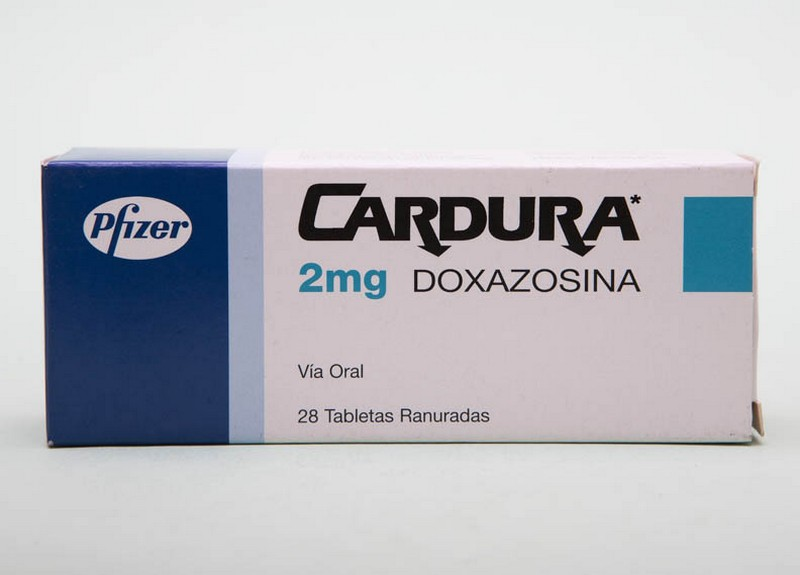 Pfizer
CARDURA*
2mg DOXAZOSINA
Vía Oral
28 Tabletas Ranuradas